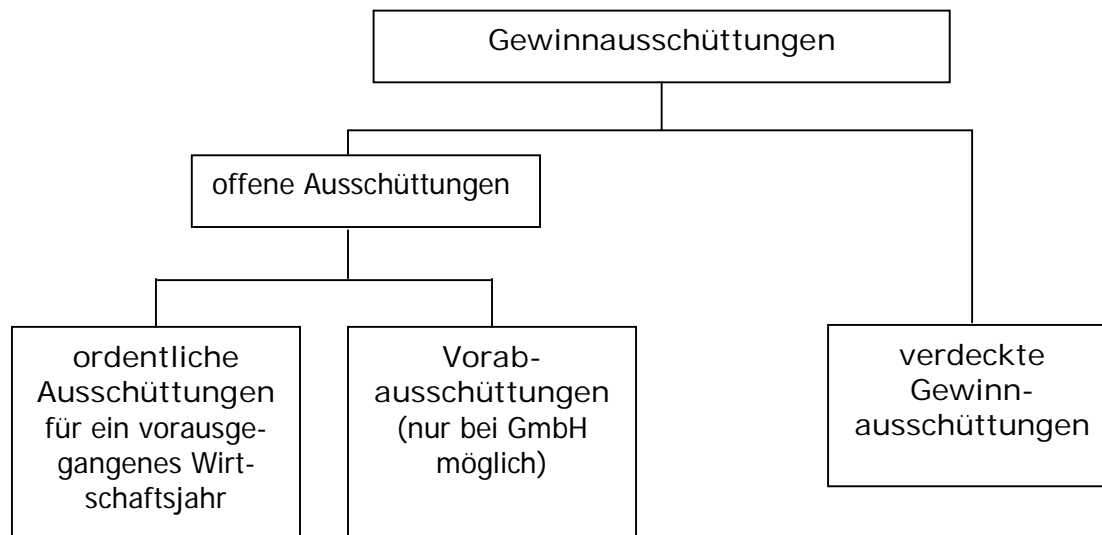 Gewinnausschüttungen
offene Ausschüttungen
ordentliche
Ausschüttungen
für ein vorausge-
gangenes Wirt-
schaftsjahr
Vorab-
ausschüttungen
(nur bei GmbH
möglich)
verdeckte
Gewinn-
ausschüttungen